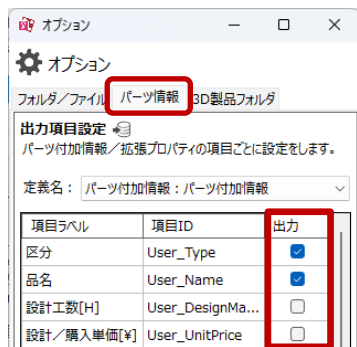 オプション
オプション
フォルダ／ファイル パーツ情報 3D製品フォルダ
出力項目設定
パーツ付加情報／拡張プロパティの項目ごとに設定をします。
定義名： パーツ付加情報：パーツ付加情報
項目ラベル 項目ID 出力
区分 User_Type
品名 User_Name
設計工数[H] User_DesignMa...
設計／購入単価[¥] User_UnitPrice